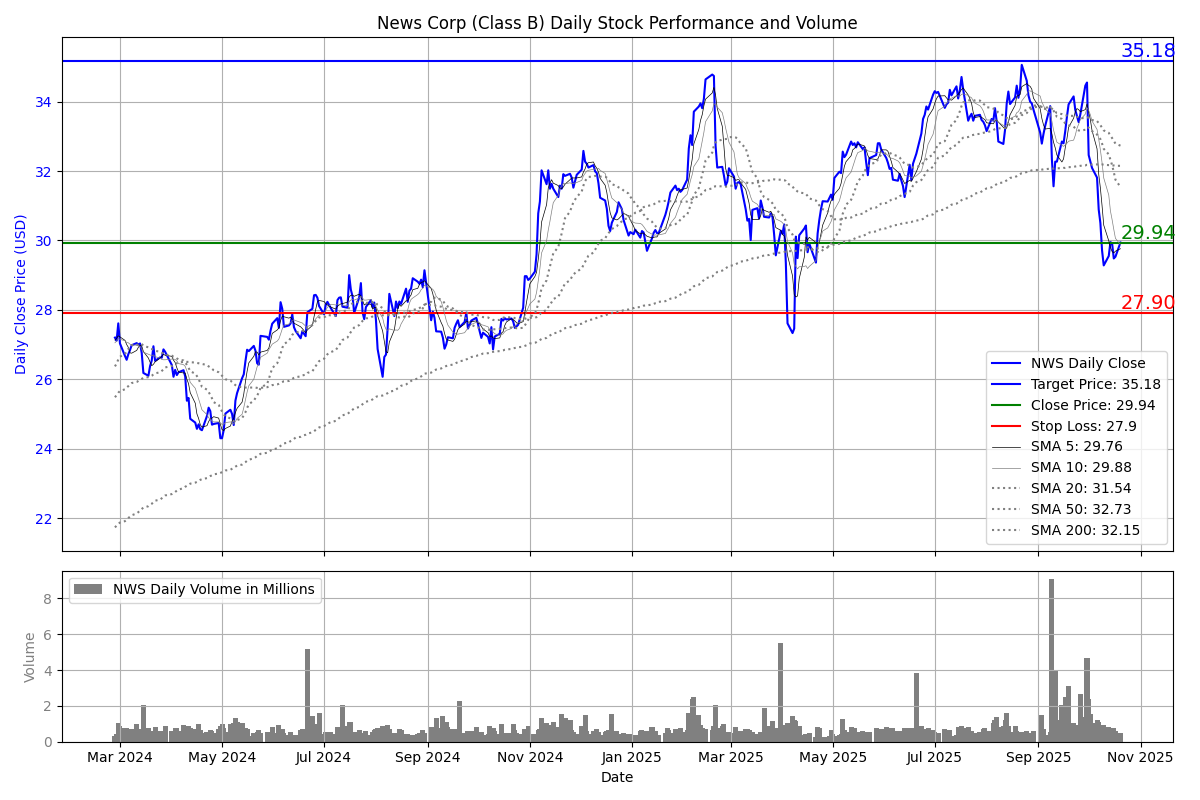 News Corp (Class B) Daily Stock Performance and Volume
35.18
34
32
30
28
26
24
22
Daily Close Price (USD)
29.94
27.90
NWS Daily Close
Target Price: 35.18
Close Price: 29.94
Stop Loss: 27.9
SMA 5: 29.76
SMA 10: 29.88
SMA 20: 31.54
SMA 50: 32.73
SMA 200: 32.15
NWS Daily Volume in Millions
8
6
4
2
0
Volume
Mar 2024 May 2024 Jul 2024 Sep 2024 Nov 2024 Jan 2025 Mar 2025 May 2025 Jul 2025 Sep 2025 Nov 2025
Date